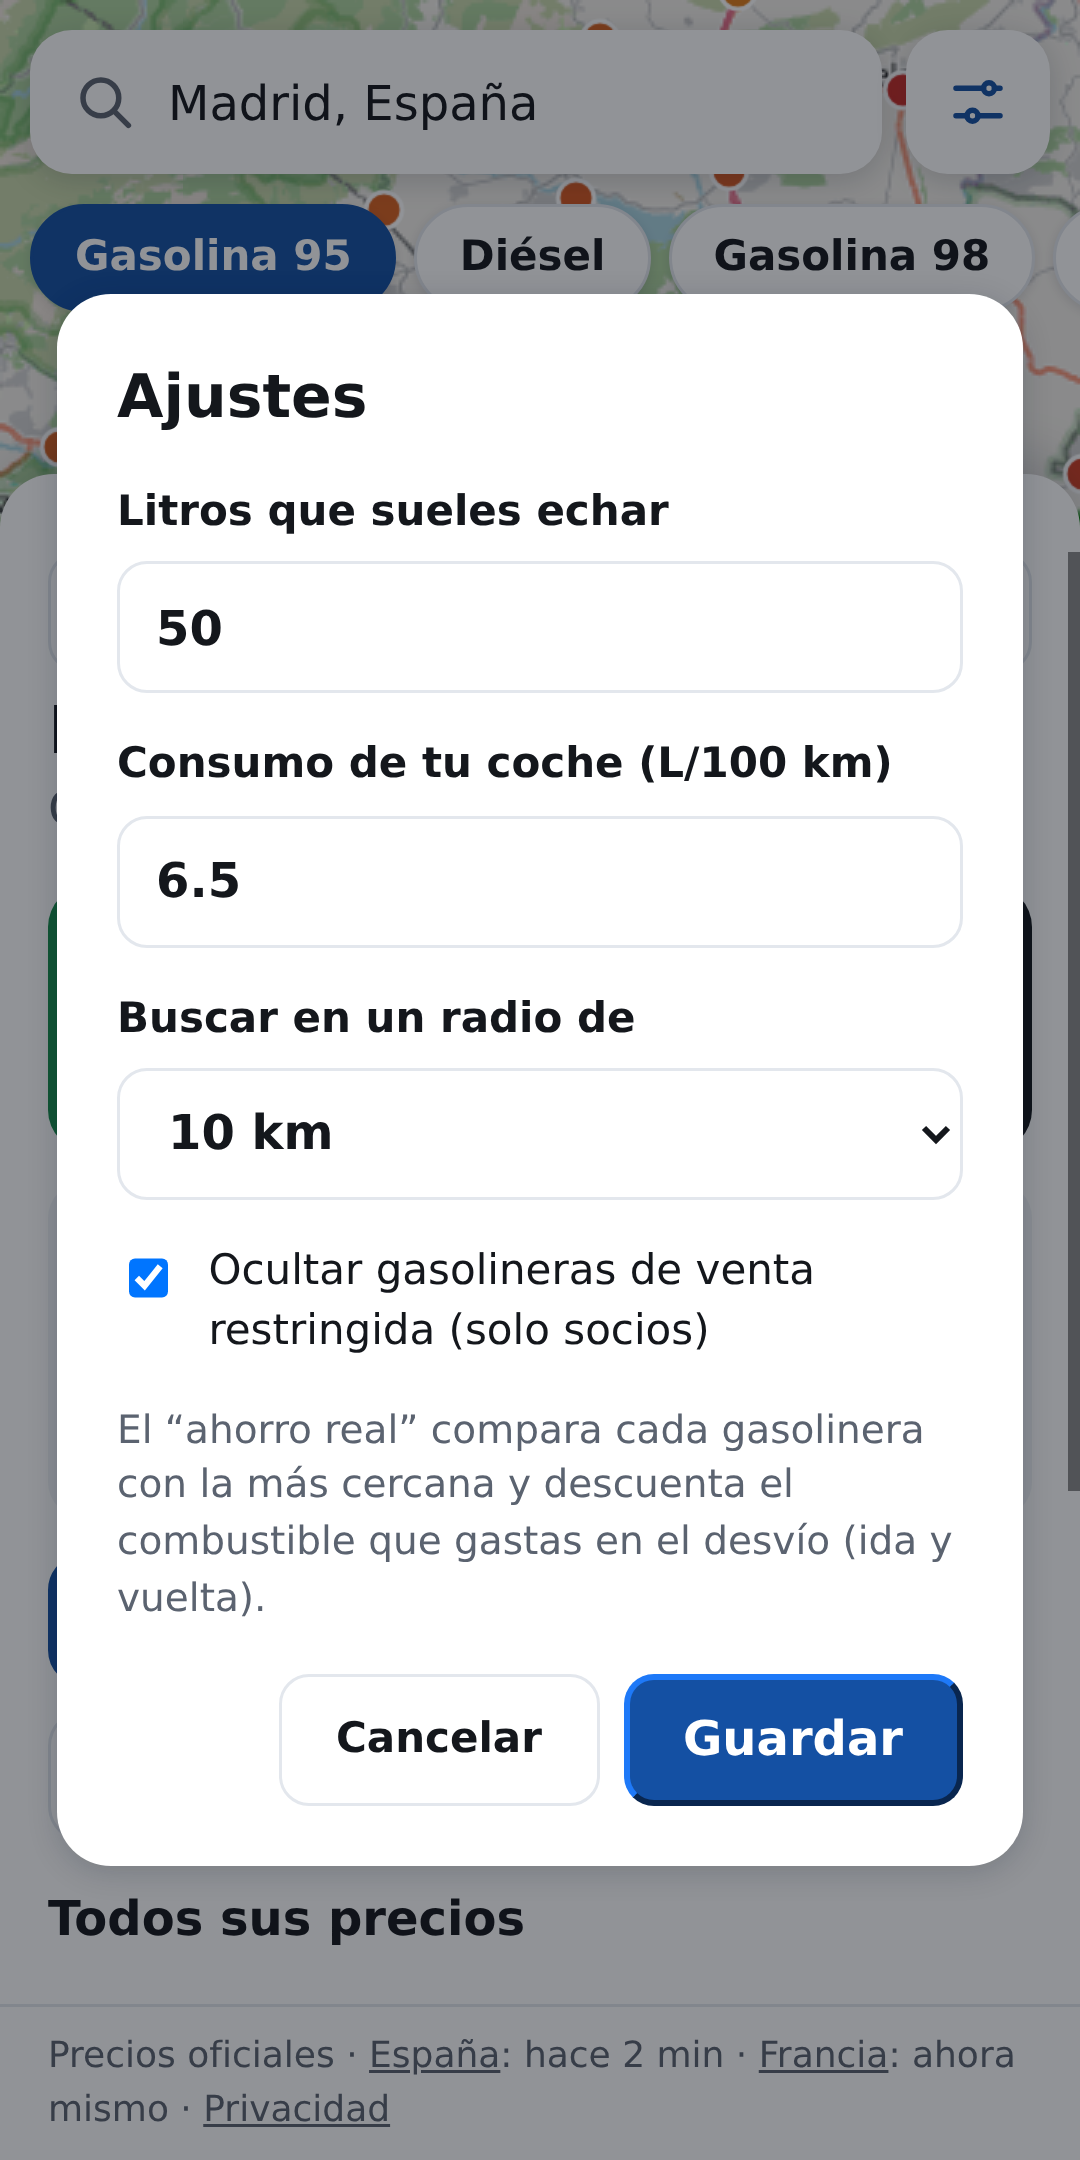 Madrid, España
Gasolina 95
Diésel
Gasolina 98
Ajustes
Litros que sueles echar
50
Consumo de tu coche (L/100 km)
6.5
Buscar en un radio de
10 km
Ocultar gasolineras de venta
restringida (solo socios)
El “ahorro real” compara cada gasolinera
con la más cercana y descuenta el
combustible que gastas en el desvío (ida y
vuelta).
Cancelar
Guardar
Todos sus precios
Precios oficiales · España: hace 2 min · Francia: ahora
mismo · Privacidad